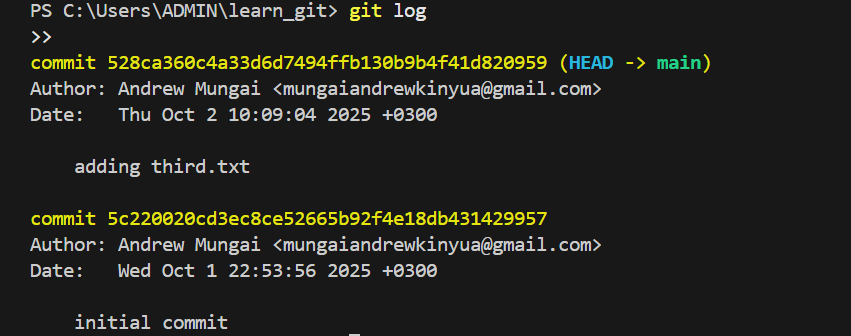 PS C:\Users\ADMIN\learn_git> git log
>>
commit 528ca360c4a33d6d7494ffb130b9b4f41d820959 (HEAD -> main)
Author: Andrew Mungai <mungaiandrewkinyua@gmail.com>
Date:   Thu Oct 2 10:09:04 2025 +0300

    adding third.txt

commit 5c220020cd3ec8ce52665b92f4e18db431429957
Author: Andrew Mungai <mungaiandrewkinyua@gmail.com>
Date:   Wed Oct 1 22:53:56 2025 +0300

    initial commit